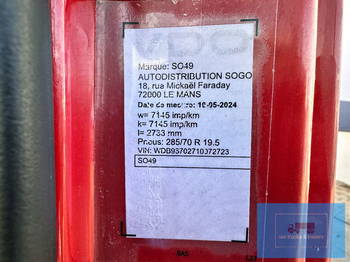 VDO
Marque: SO49
AUTODISTRIBUTION SOGO
18, rue Mickaël Faraday
72000 LE MANS
Date de mesure: 10-05-2024
w= 7145 imp/km
k= 7145 imp/km
l= 2733 mm
Pneus: 285/70 R 19.5
VIN: WDB93702710372723
SO49